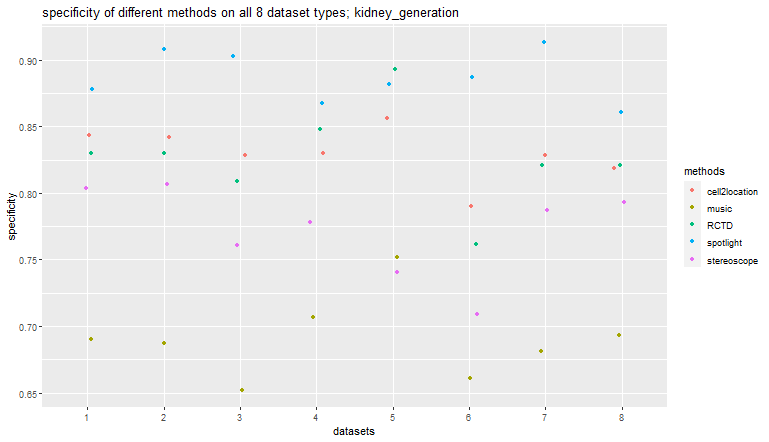 specificity of different methods on all 8 dataset types; kidney_generation
0.90
0.85
0.80
0.75
0.70
0.65
specificity
1 2 3 4 5 6 7 8
datasets
methods
cell2location
music
RCTD
spotlight
stereoscope